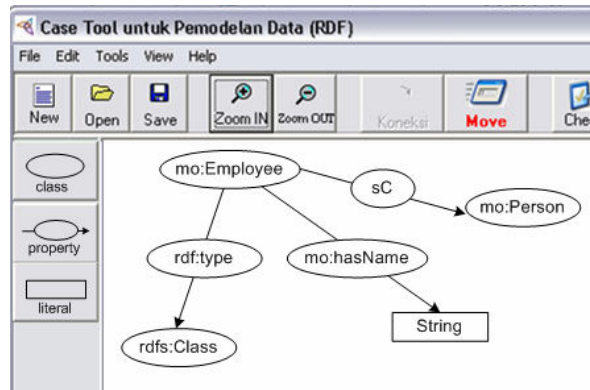 Case Tool untuk Pemodelan Data (RDF)
File Edit Tools View Help
New Open Save Zoom IN Zoom OUT Koneksi Move Che
class
property
literal
mo:Employee
sC
mo:Person
rdf:type
mo:hasName
rdfs:Class
String